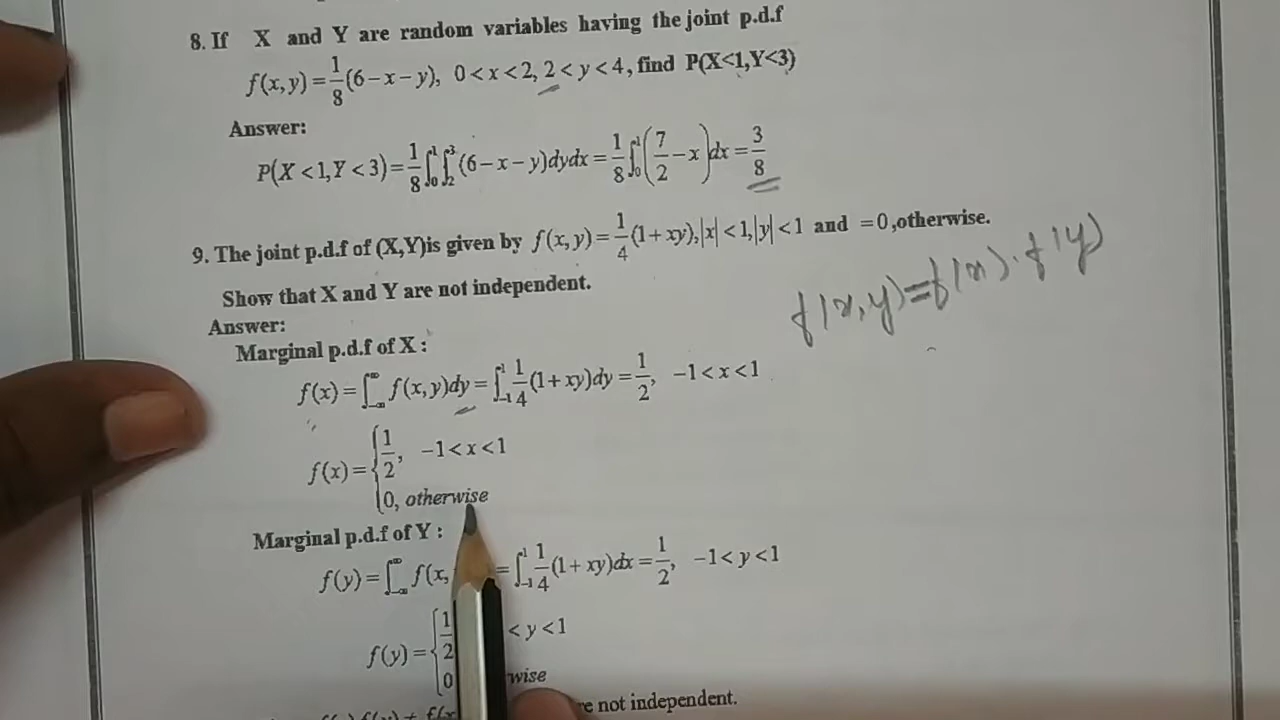 8. If X and Y are random variables having the joint p.d.f
f(x,y)=1/8(6−x−y), 0<x<2, 2<y<4, find P(X<1,Y<3)
Answer:
P(X<1,Y<3)=1/8∫₀¹∫₂³(6−x−y)dydx=1/8∫₀¹(7/2−x)dx=3/8
9. The joint p.d.f of (X,Y)is given by f(x,y)=1/4(1+xy),|x|<1,|y|<1 and =0,otherwise.
Show that X and Y are not independent.
f(x,y)=f(x).f(y)
Answer:
Marginal p.d.f of X :
f(x)=∫₋∞^∞ f(x,y)dy=∫₋₁¹ 1/4(1+xy)dy=1/2, −1<x<1
f(x)={1/2, −1<x<1
0, otherwise
Marginal p.d.f of Y :
f(y)=∫₋∞^∞ f(x, =∫₋₁¹ 1/4(1+xy)dx=1/2, −1<y<1
f(y)={1/2 <y<1
0 wise
not independent.